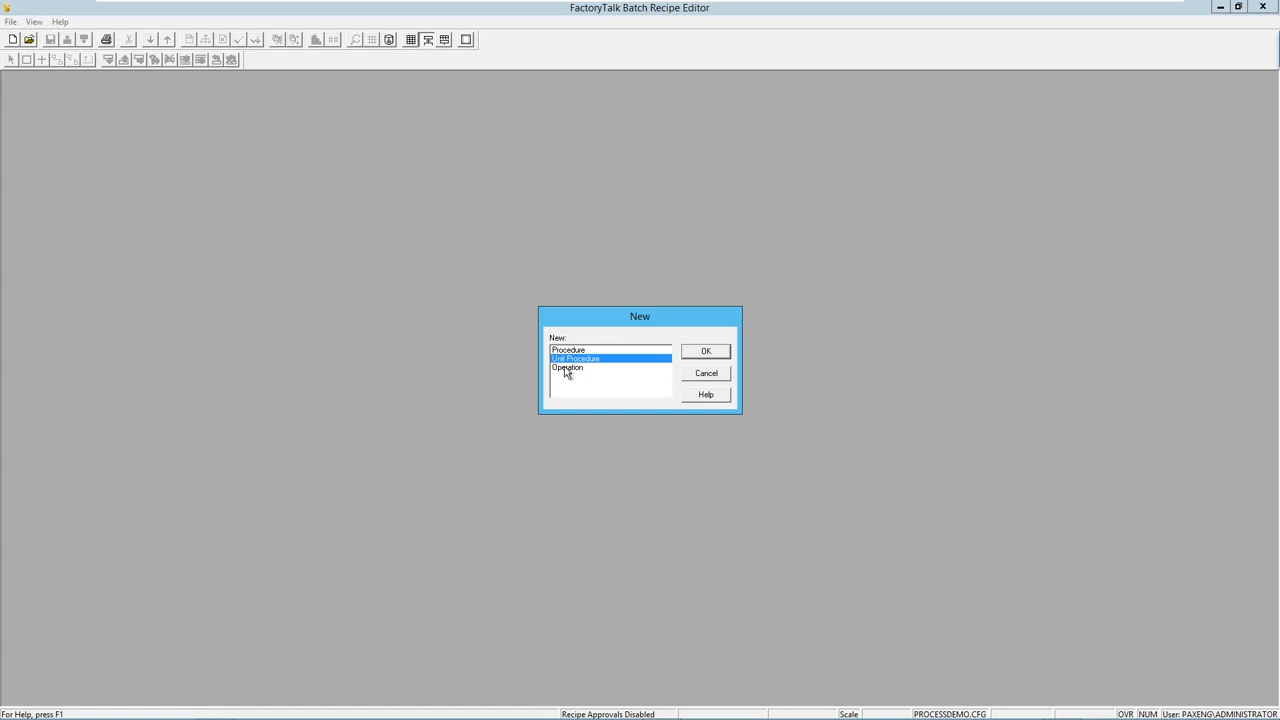 FactoryTalk Batch Recipe Editor
File View Help
New
New:
Procedure
Unit Procedure
Operation
OK
Cancel
Help
For Help, press F1
Recipe Approvals Disabled
Scale
PROCESSDEMO.CFG
OVR
NUM
User: PAXENG\ADMINISTRATOR